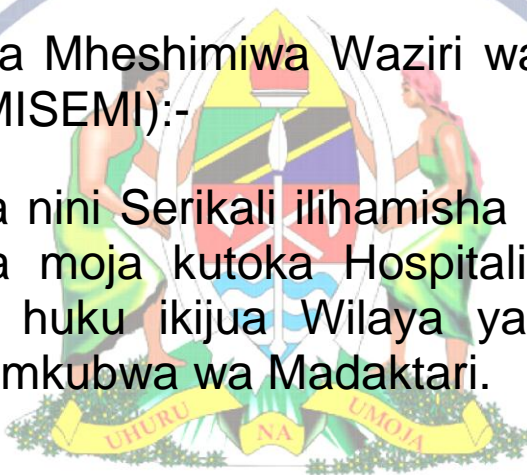 a Mheshimiwa Waziri wa
MISEMI):-
a nini Serikali ilihamisha
a moja kutoka Hospitali
huku ikijua Wilaya ya
mkubwa wa Madaktari.
UHURU NA UMOJA